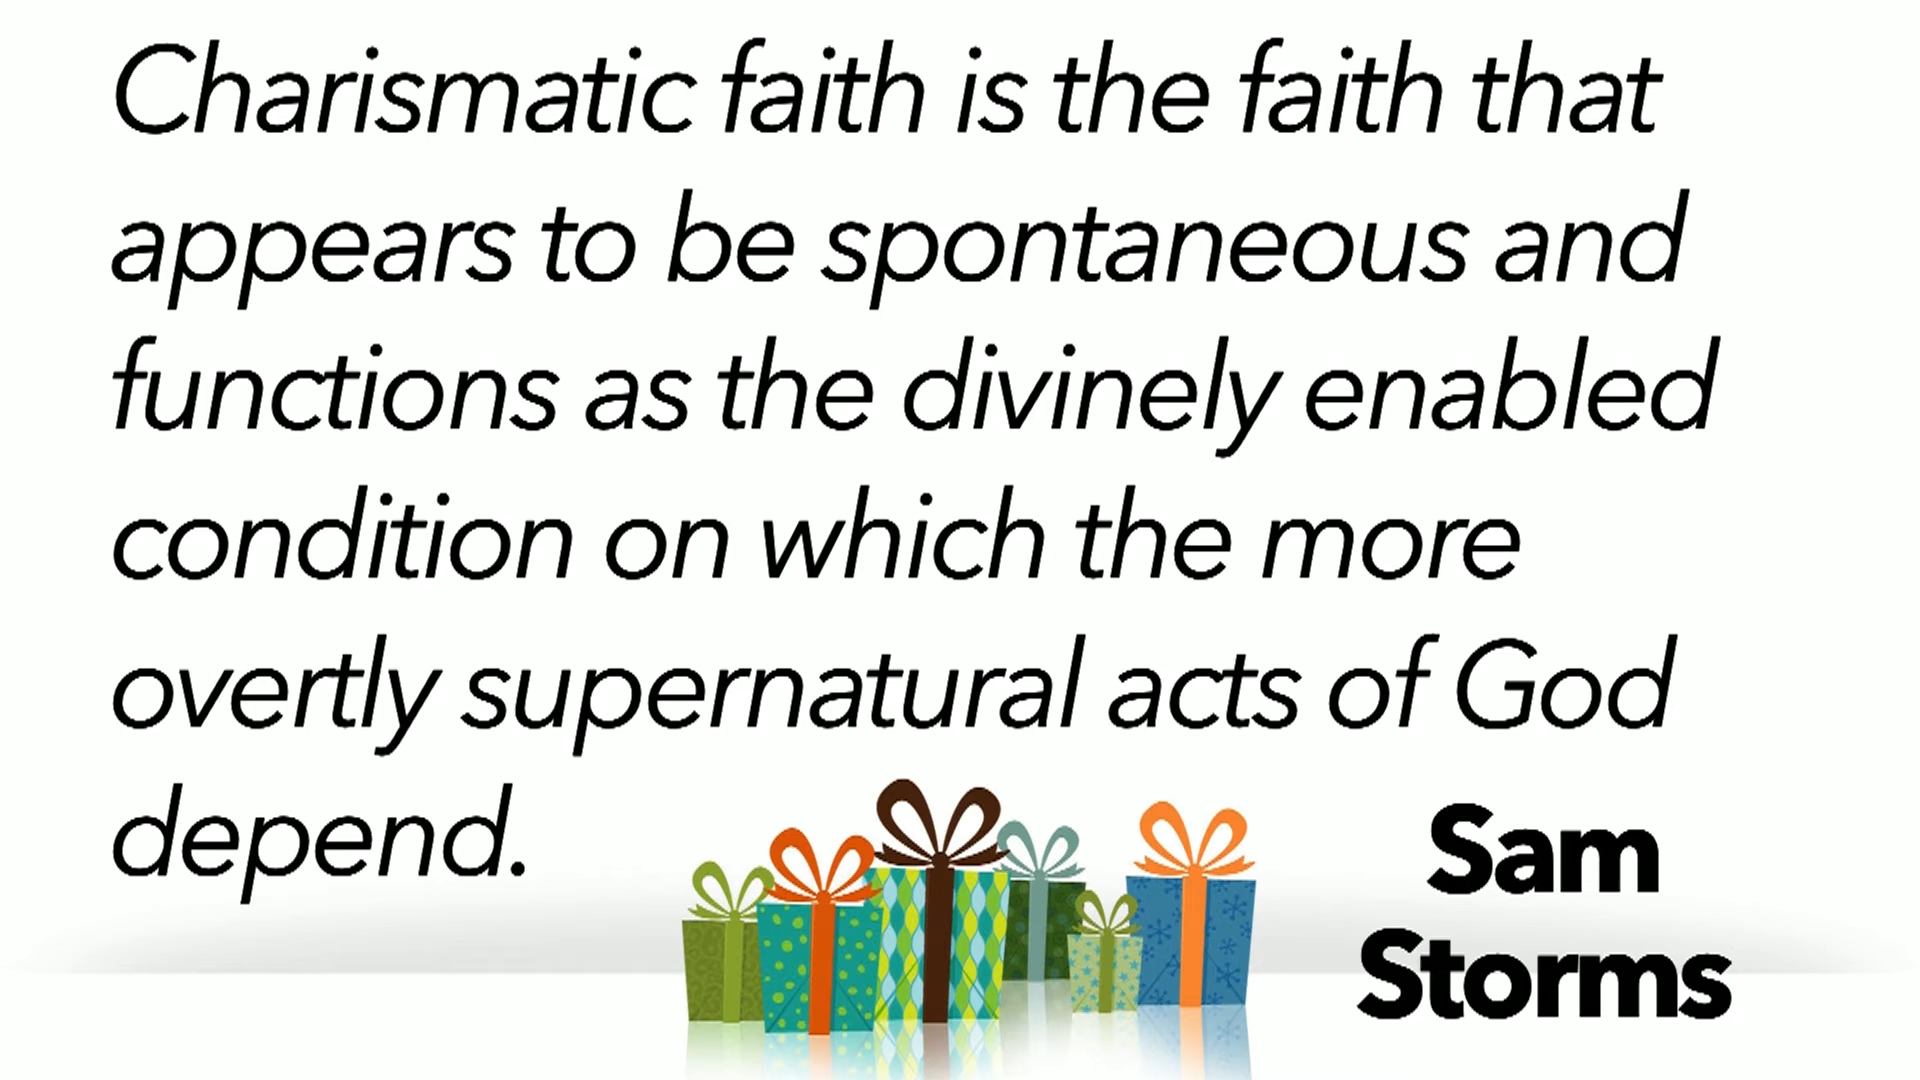 Charismatic faith is the faith that
appears to be spontaneous and
functions as the divinely enabled
condition on which the more
overtly supernatural acts of God
depend.
Sam
Storms